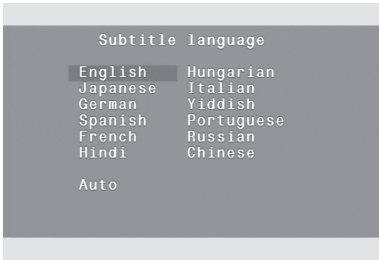 Subtitle language
English Hungarian
Japanese Italian
German Yiddish
Spanish Portuguese
French Russian
Hindi Chinese
Auto